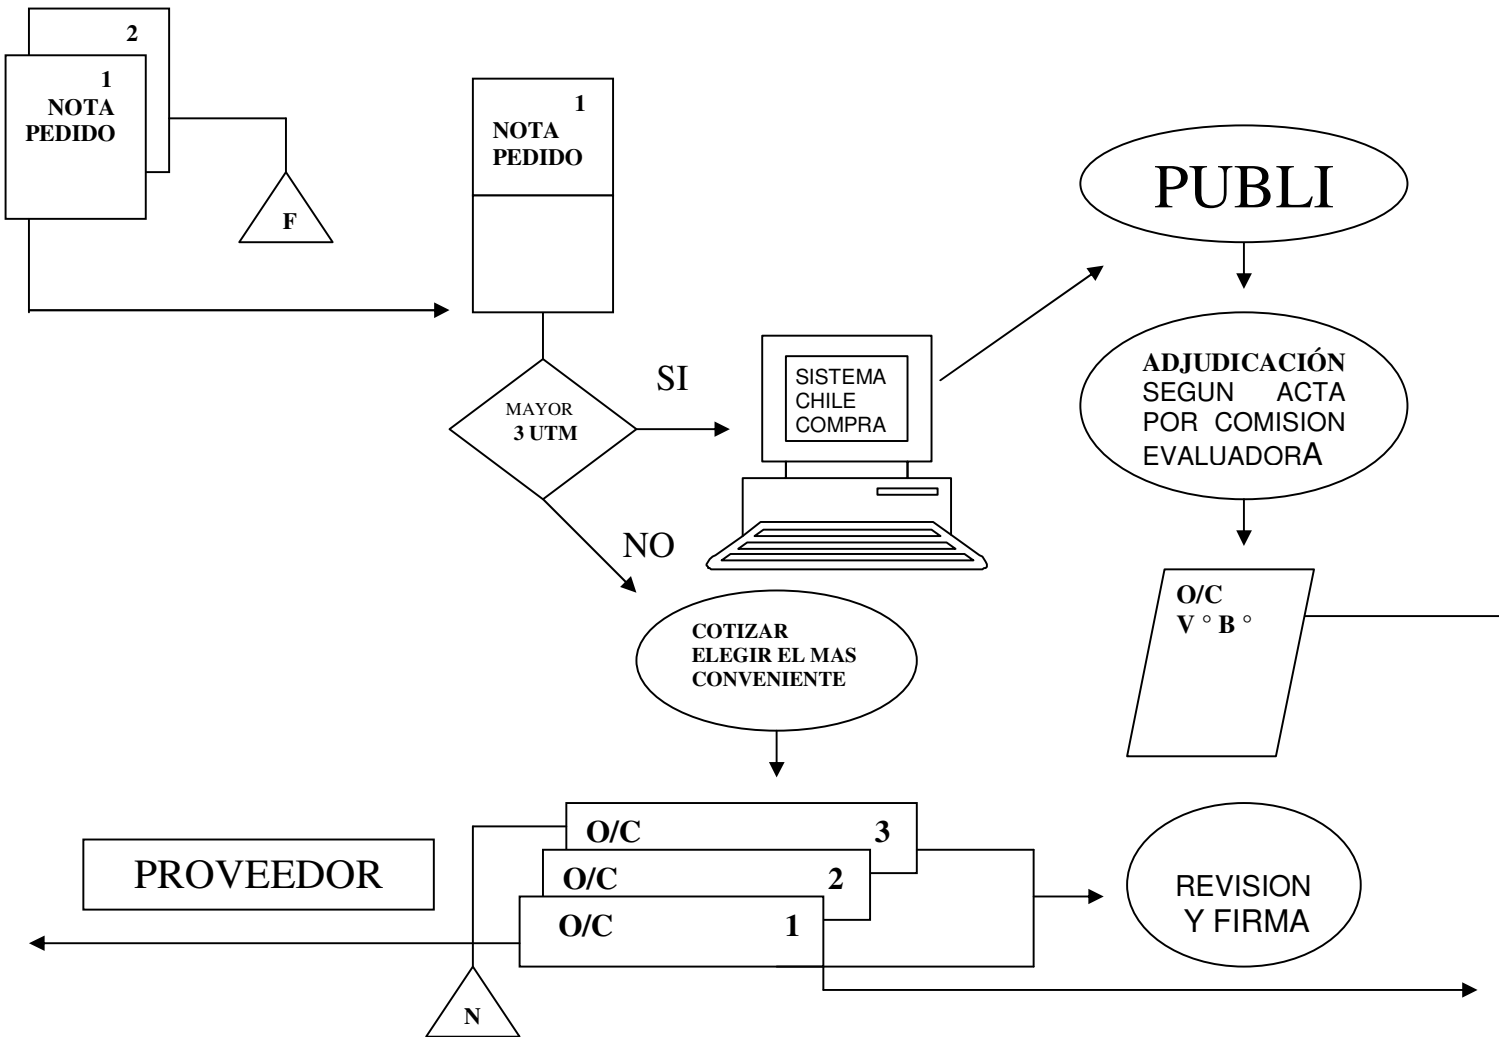 2
1
NOTA
PEDIDO
F
1
NOTA
PEDIDO
MAYOR
3 UTM
SI
NO
SISTEMA
CHILE
COMPRA
PUBLI
ADJUDICACIÓN
SEGUN ACTA
POR COMISION
EVALUADORA
O/C
V ° B °
COTIZAR
ELEGIR EL MAS
CONVENIENTE
PROVEEDOR
O/C 3
O/C 2
O/C 1
N
REVISION
Y FIRMA